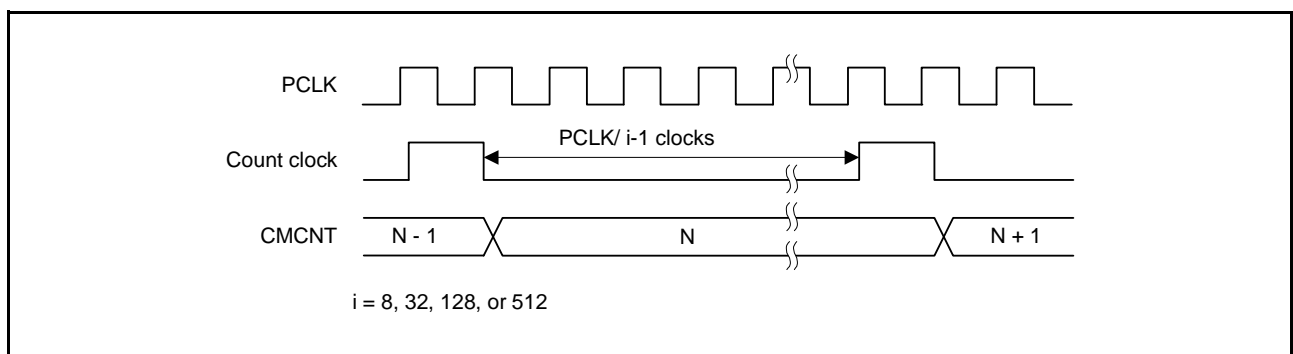 PCLK
PCLK/ i-1 clocks
Count clock
CMCNT N - 1 N N + 1
i = 8, 32, 128, or 512